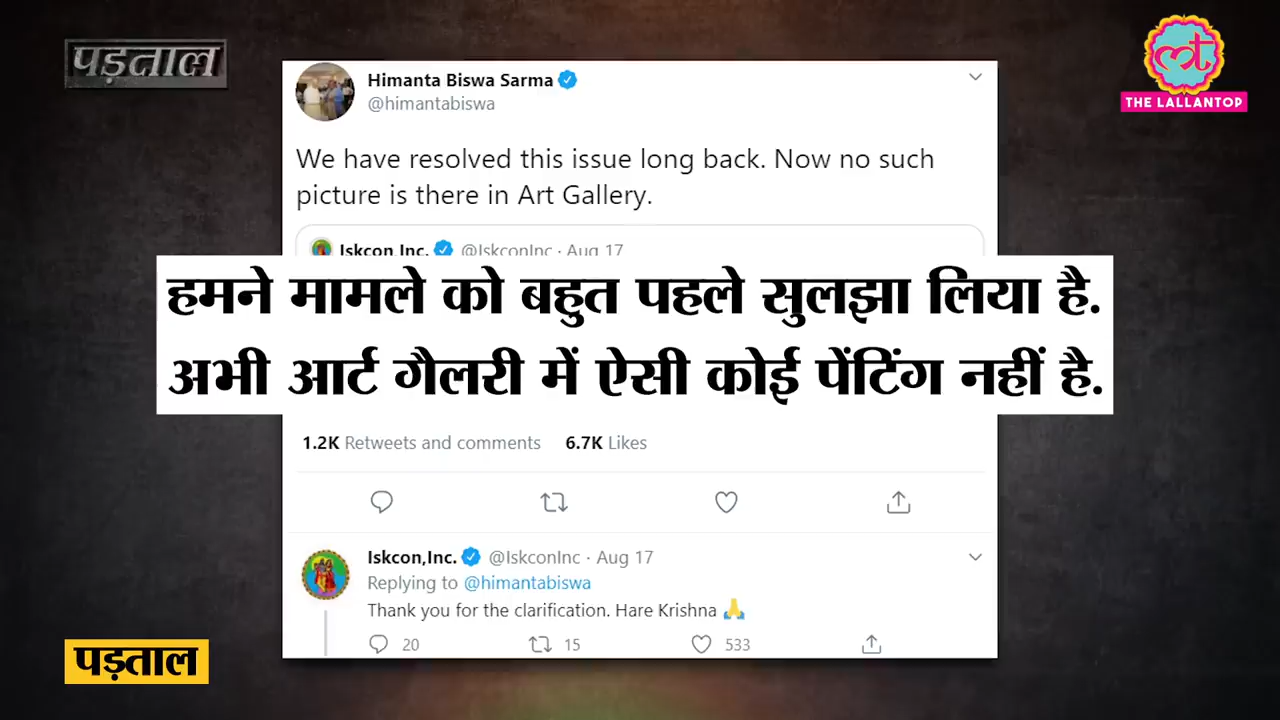 पड़ताल
THE LALLANTOP
Himanta Biswa Sarma
@himantabiswa
We have resolved this issue long back. Now no such
picture is there in Art Gallery.
Iskcon,Inc. @IskconInc · Aug 17
हमने मामले को बहुत पहले सुलझा लिया है.
अभी आर्ट गैलरी में ऐसी कोई पेंटिंग नहीं है.
1.2K Retweets and comments 6.7K Likes
Iskcon,Inc. @IskconInc · Aug 17
Replying to @himantabiswa
Thank you for the clarification. Hare Krishna 🙏
20 15 533
पड़ताल